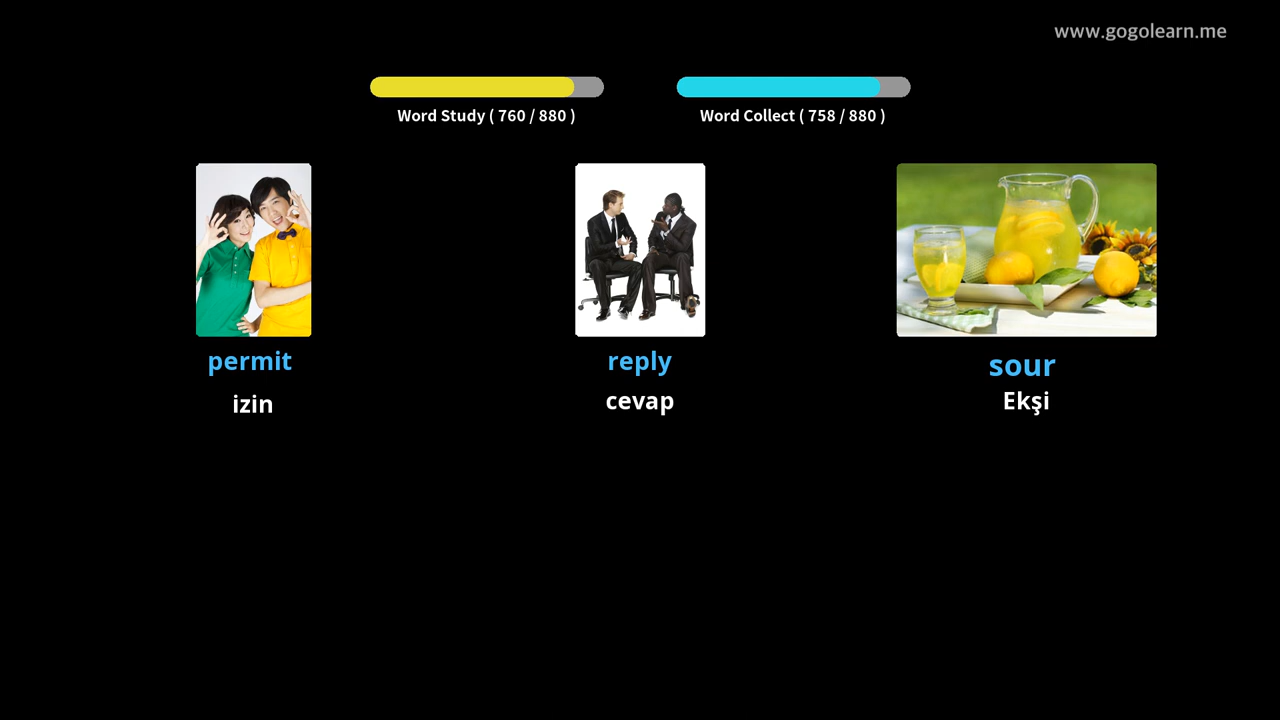 www.gogolearn.me
Word Study ( 760 / 880 )
Word Collect ( 758 / 880 )
permit
izin
reply
cevap
sour
Ekşi